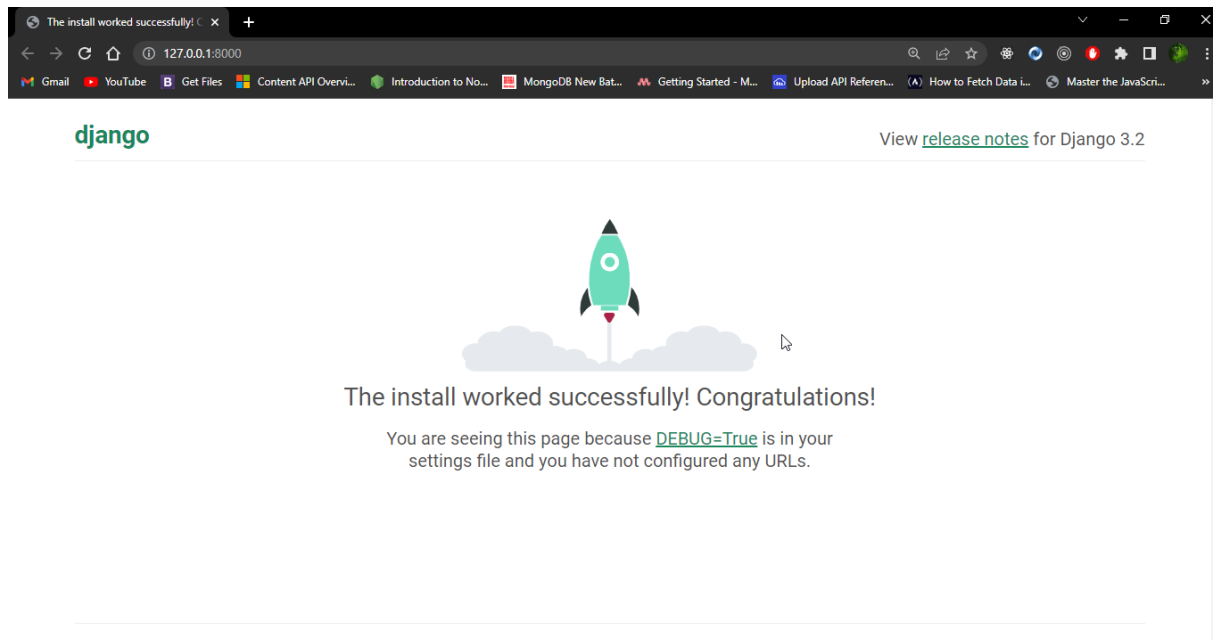 The install worked successfully! C
127.0.0.1:8000
Gmail YouTube Get Files Content API Overvi... Introduction to No... MongoDB New Bat... Getting Started - M... Upload API Referen... How to Fetch Data i... Master the JavaScri... »
django
View release notes for Django 3.2
The install worked successfully! Congratulations!
You are seeing this page because DEBUG=True is in your
settings file and you have not configured any URLs.